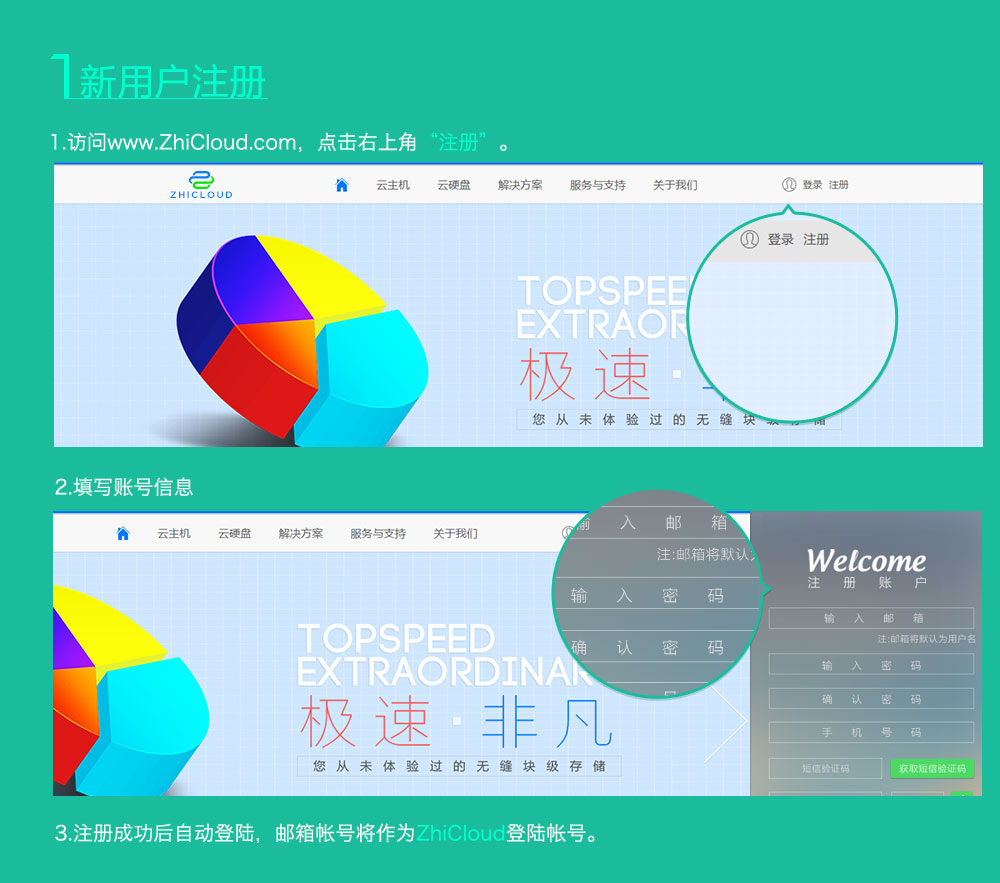 1新用户注册
1.访问www.ZhiCloud.com，点击右上角“注册”。
ZHICLOUD 云主机 云硬盘 解决方案 服务与支持 关于我们 登录 注册
登录 注册
TOPSPEE
EXTRAOR
极速·
您从未体验过的无缝块级存储
2.填写账号信息
云主机 云硬盘 解决方案 服务与支持 关于我们
TOPSPEED
EXTRAORDINAR
极速·非凡
您从未体验过的无缝块级存储
输入邮箱
注:邮箱将默认为
输入密码
确认密码
号
Welcome
注册账户
输入邮箱
注:邮箱将默认为用户名
输入密码
确认密码
手机号码
短信验证码 获取短信验证码
3.注册成功后自动登陆，邮箱帐号将作为ZhiCloud登陆帐号。